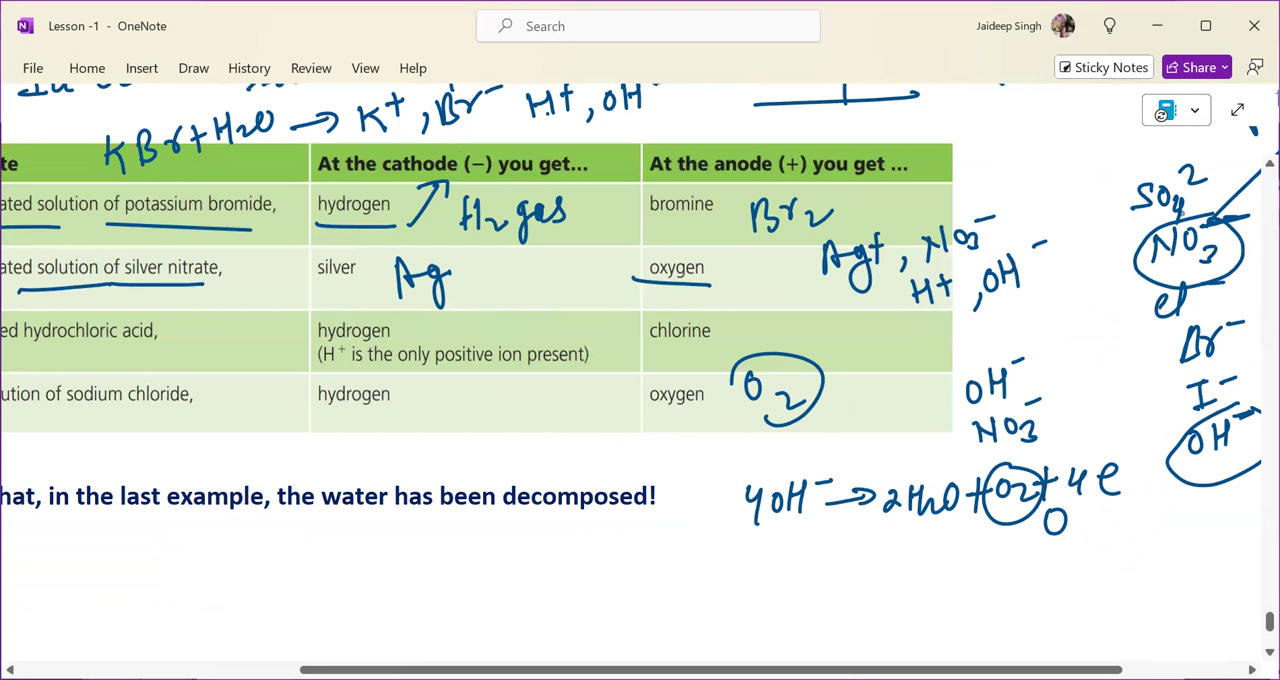 Lesson -1 - OneNote
Search
Jaideep Singh
File Home Insert Draw History Review View Help
Sticky Notes
Share
KBr + H2O → K+, Br- H+, OH-
te
At the cathode (−) you get...
At the anode (+) you get ...
ated solution of potassium bromide,
hydrogen
H2 gas
bromine
Br2
ated solution of silver nitrate,
silver
Ag
oxygen
Ag+, NO3-
H+, OH-
ed hydrochloric acid,
hydrogen
(H+ is the only positive ion present)
chlorine
ution of sodium chloride,
hydrogen
oxygen
O2
SO4 2
NO3-
cl
Br-
I-
OH-
OH-
NO3-
hat, in the last example, the water has been decomposed!
4OH- → 2H2O + O2 + 4e
O